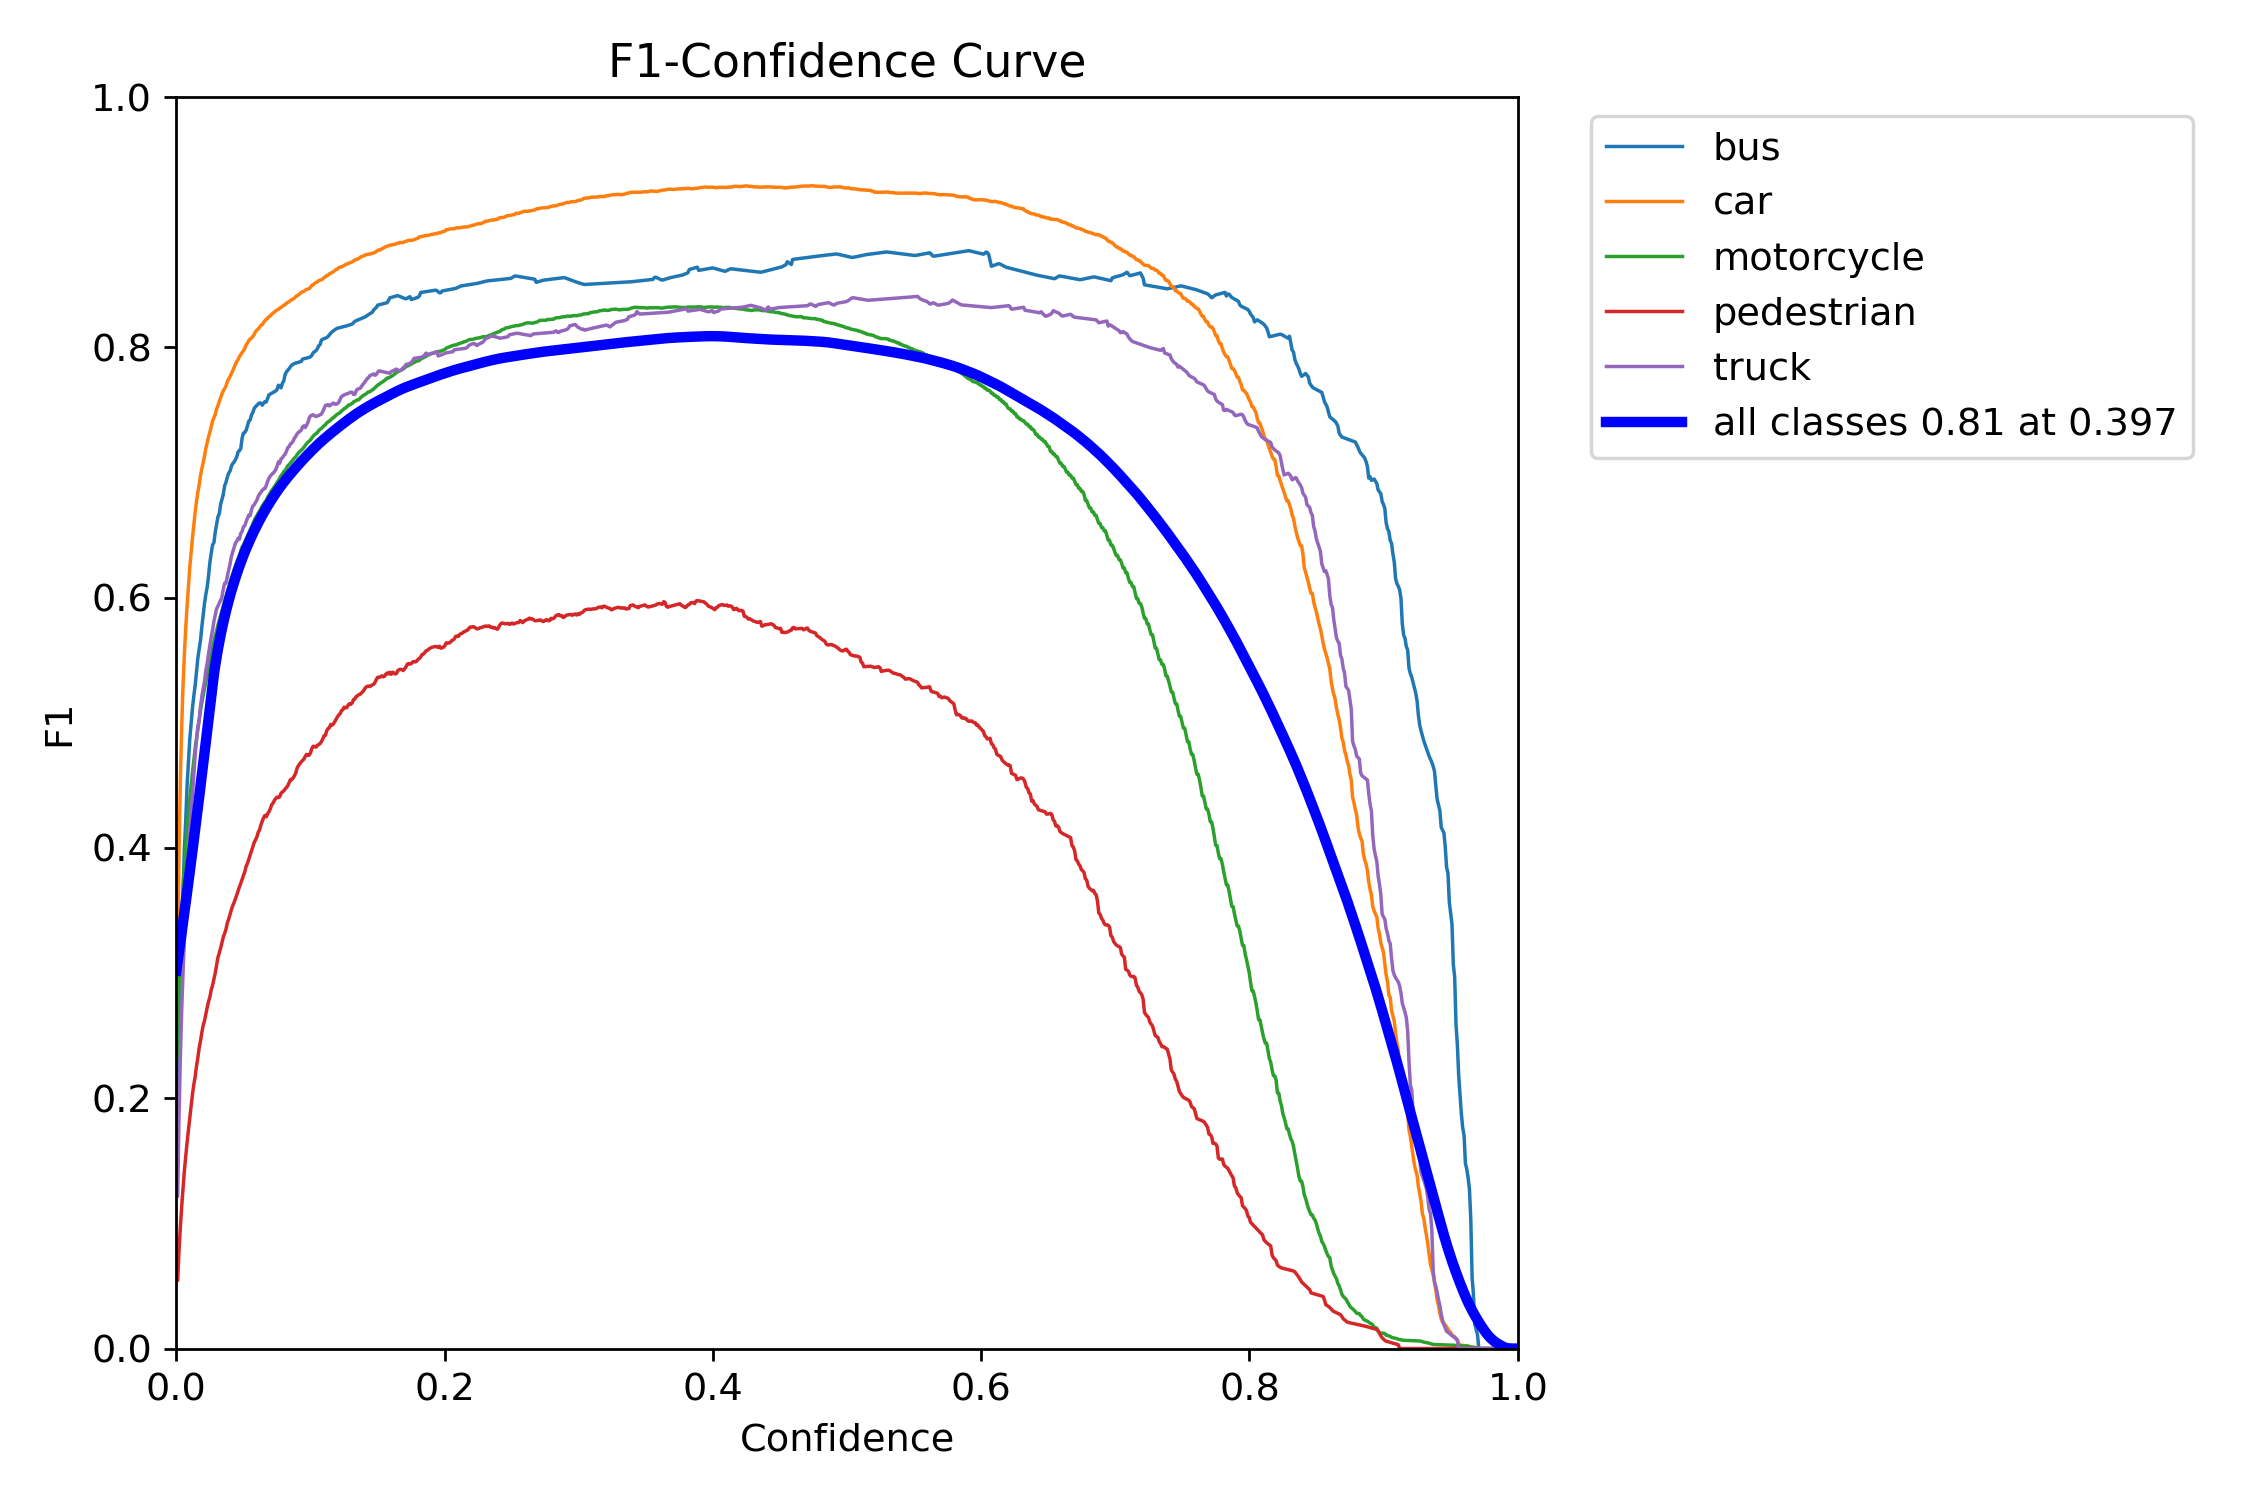 F1-Confidence Curve
1.0
0.8
0.6
0.4
0.2
0.0
F1
0.0 0.2 0.4 0.6 0.8 1.0
Confidence
bus
car
motorcycle
pedestrian
truck
all classes 0.81 at 0.397